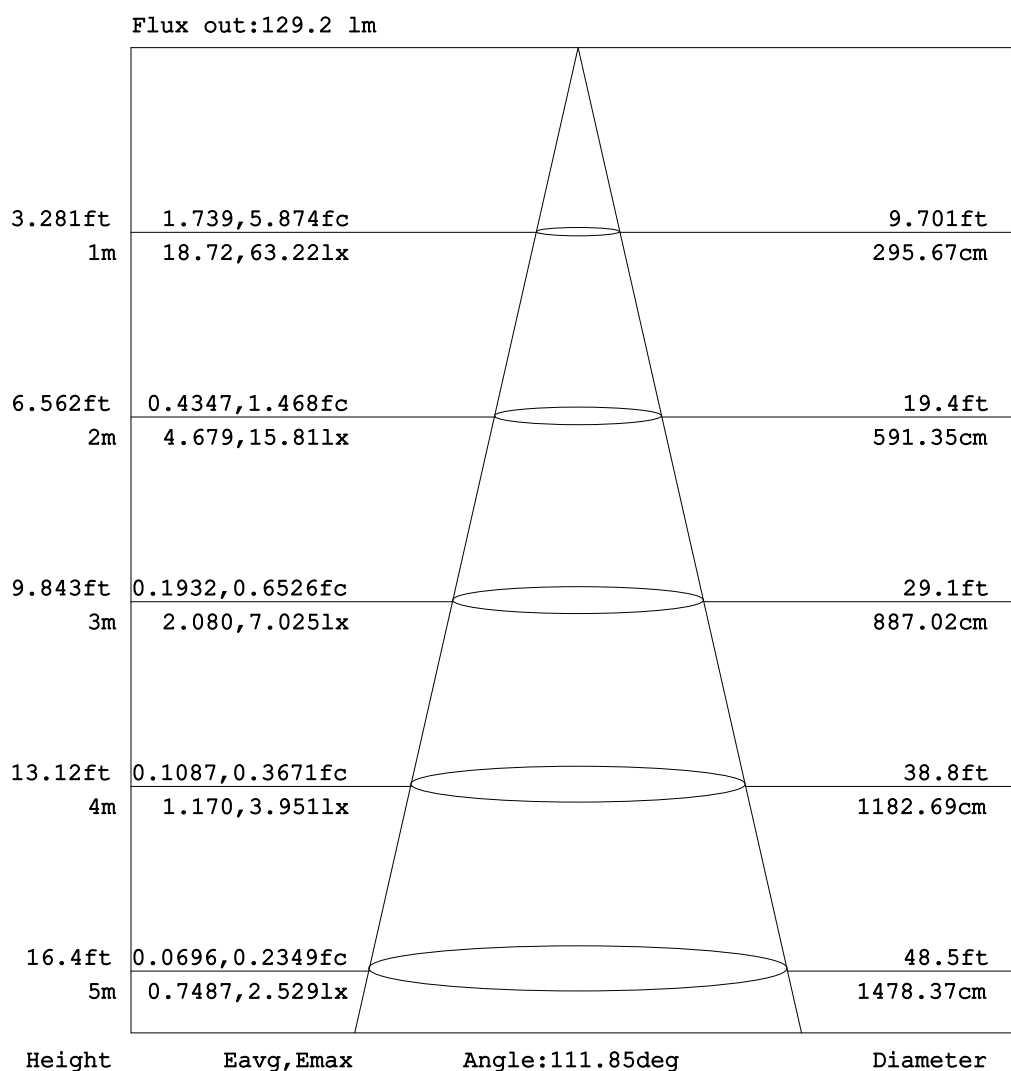 Flux out:129.2 lm
3.281ft 1.739,5.874fc 9.701ft
1m 18.72,63.22lx 295.67cm
6.562ft 0.4347,1.468fc 19.4ft
2m 4.679,15.81lx 591.35cm
9.843ft 0.1932,0.6526fc 29.1ft
3m 2.080,7.025lx 887.02cm
13.12ft 0.1087,0.3671fc 38.8ft
4m 1.170,3.951lx 1182.69cm
16.4ft 0.0696,0.2349fc 48.5ft
5m 0.7487,2.529lx 1478.37cm
Height Eavg,Emax Angle:111.85deg Diameter